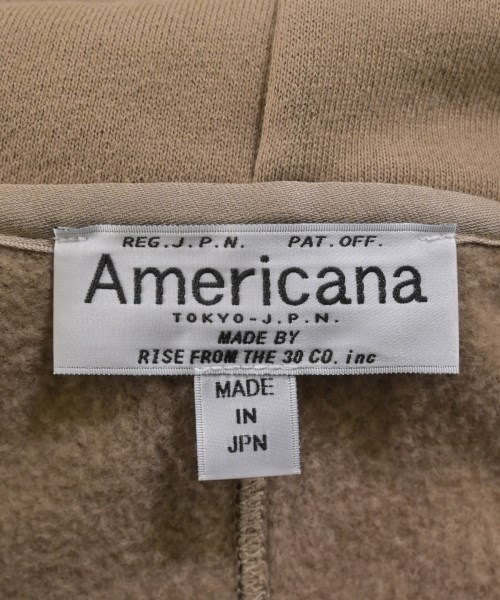 REG.J.P.N. PAT.OFF.
Americana
TOKYO-J.P.N.
MADE BY
RISE FROM THE 30 CO. inc
MADE
IN
JPN